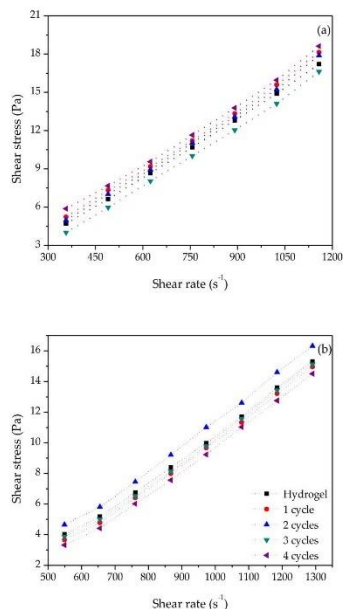 21
(a)
18
15
12
9
6
3
Shear stress (Pa)
300 450 600 750 900 1050 1200
Shear rate (s⁻¹)
(b)
16
14
12
10
8
6
4
2
Shear stress (Pa)
Hydrogel
1 cycle
2 cycles
3 cycles
4 cycles
500 600 700 800 900 1000 1100 1200 1300
Shear rate (s⁻¹)